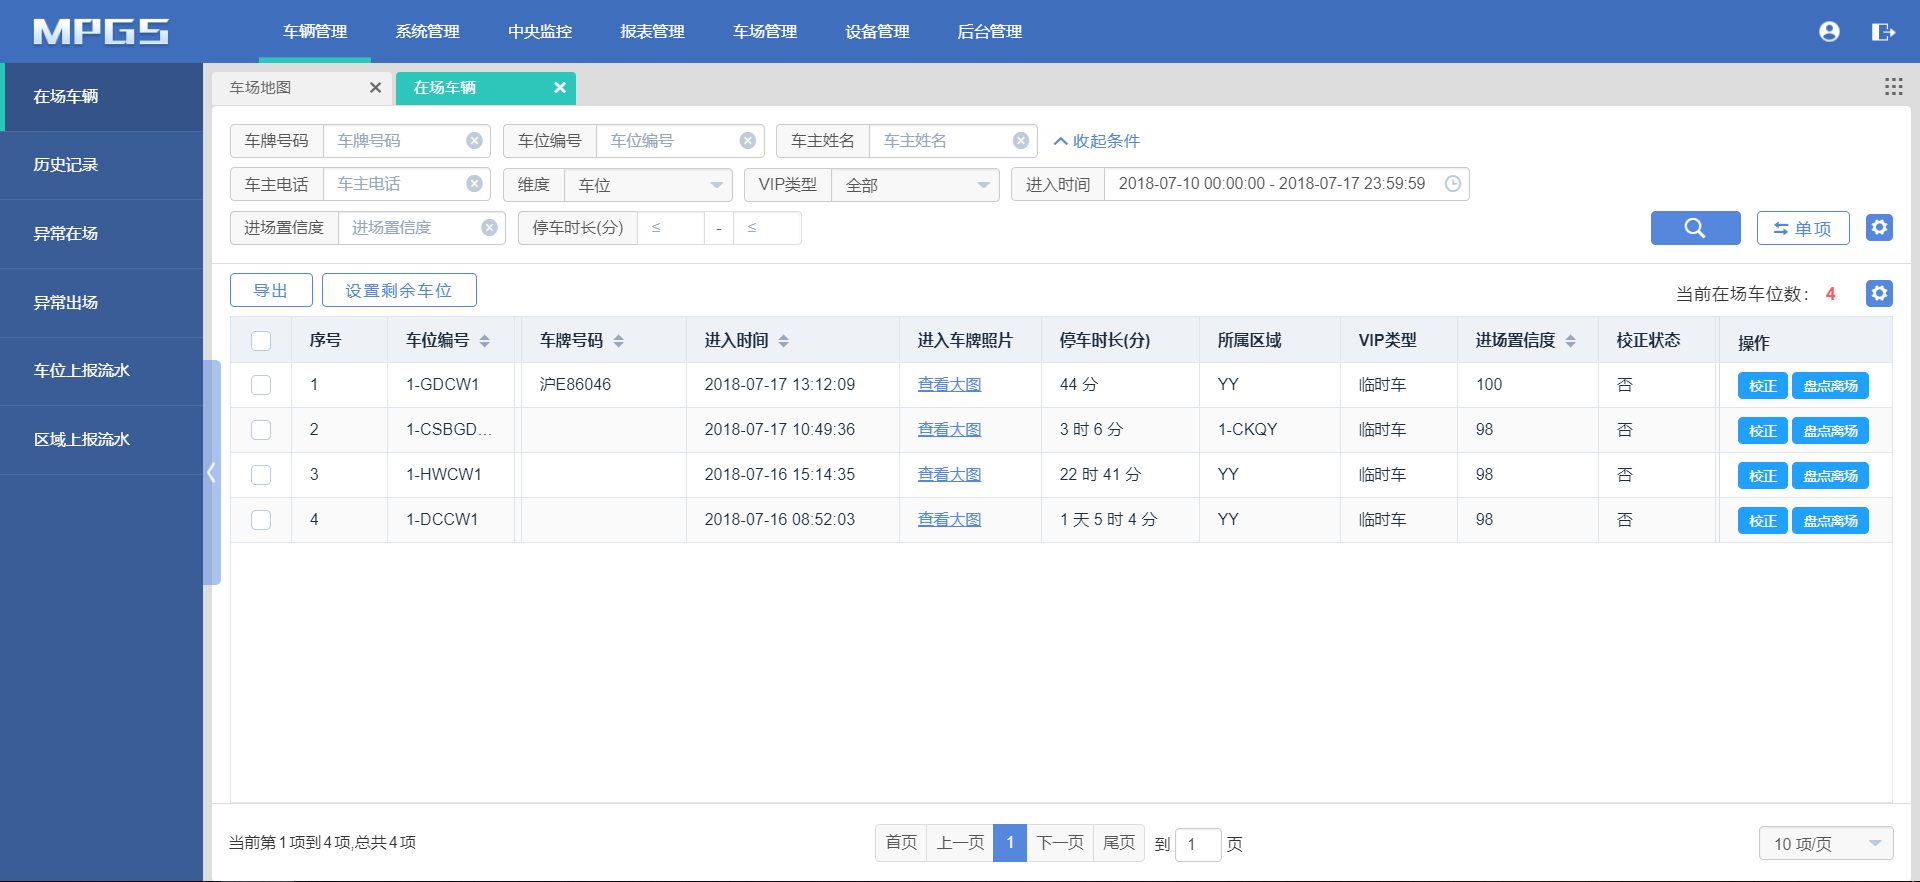 MPGS 车辆管理 系统管理 中央监控 报表管理 车场管理 设备管理 后台管理
在场车辆
历史记录
异常在场
异常出场
车位上报流水
区域上报流水
车场地图 在场车辆
车牌号码 车牌号码 车位编号 车位编号 车主姓名 车主姓名 收起条件
车主电话 车主电话 维度 车位 VIP类型 全部 进入时间 2018-07-10 00:00:00 - 2018-07-17 23:59:59
进场置信度 进场置信度 停车时长(分) ≤ - ≤ 单项
导出 设置剩余车位 当前在场车位数: 4
序号 车位编号 车牌号码 进入时间 进入车牌照片 停车时长(分) 所属区域 VIP类型 进场置信度 校正状态 操作
1 1-GDCW1 沪E86046 2018-07-17 13:12:09 查看大图 44 分 YY 临时车 100 否 校正 盘点离场
2 1-CSBGD... 2018-07-17 10:49:36 查看大图 3 时 6 分 1-CKQY 临时车 98 否 校正 盘点离场
3 1-HWCW1 2018-07-16 15:14:35 查看大图 22 时 41 分 YY 临时车 98 否 校正 盘点离场
4 1-DCCW1 2018-07-16 08:52:03 查看大图 1 天 5 时 4 分 YY 临时车 98 否 校正 盘点离场
当前第1项到4项,总共4项 首页 上一页 1 下一页 尾页 到 1 页 10 项/页